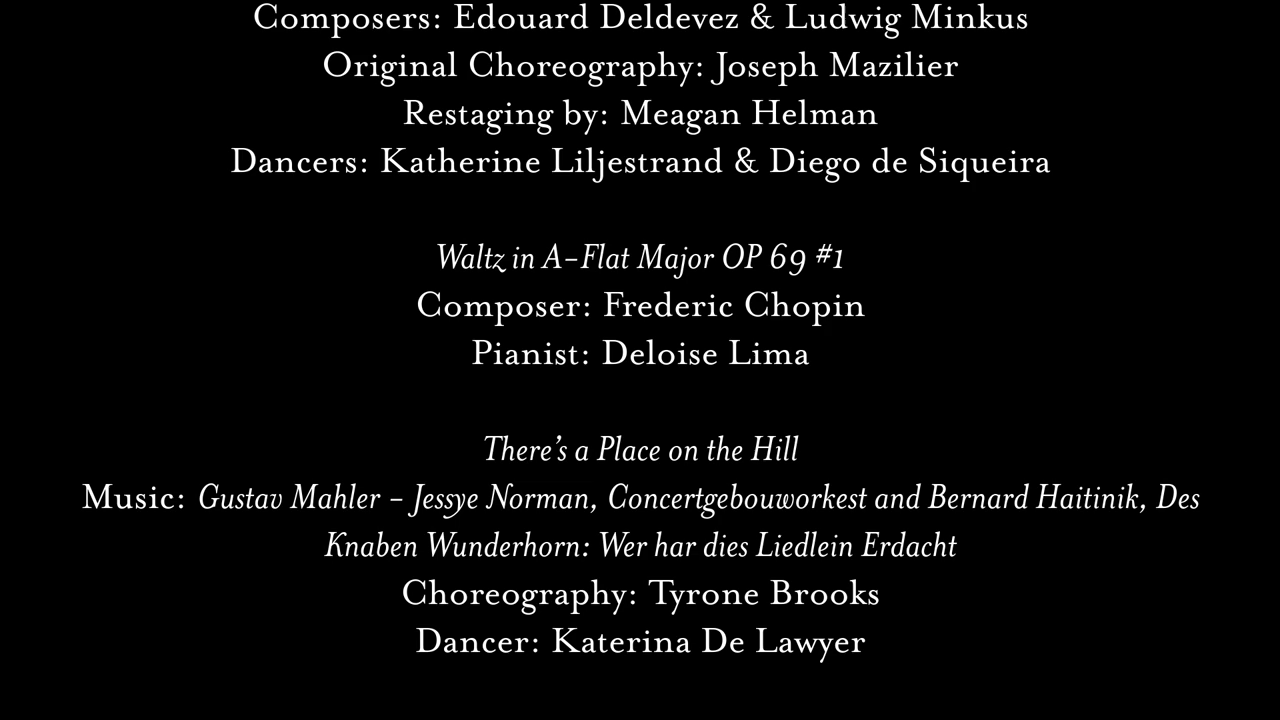 Composers: Edouard Deldevez & Ludwig Minkus
Original Choreography: Joseph Mazilier
Restaging by: Meagan Helman
Dancers: Katherine Liljestrand & Diego de Siqueira
Waltz in A-Flat Major OP 69 #1
Composer: Frederic Chopin
Pianist: Deloise Lima
There's a Place on the Hill
Music: Gustav Mahler - Jessye Norman, Concertgebouworkest and Bernard Haitinik, Des
Knaben Wunderhorn: Wer har dies Liedlein Erdacht
Choreography: Tyrone Brooks
Dancer: Katerina De Lawyer